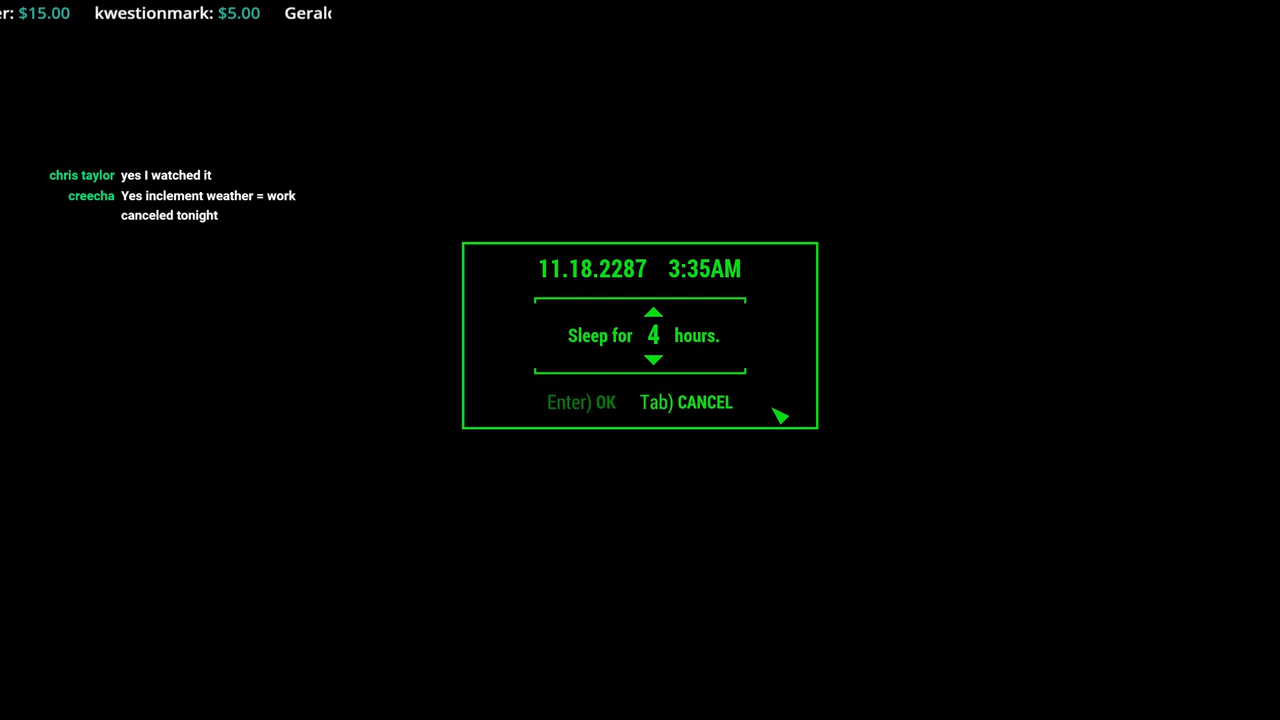 $15.00 kwestionmark: $5.00
chris taylor yes I watched it
creecha Yes inclement weather = work
canceled tonight
11.18.2287 3:35AM
Sleep for 4 hours.
Enter) OK Tab) CANCEL